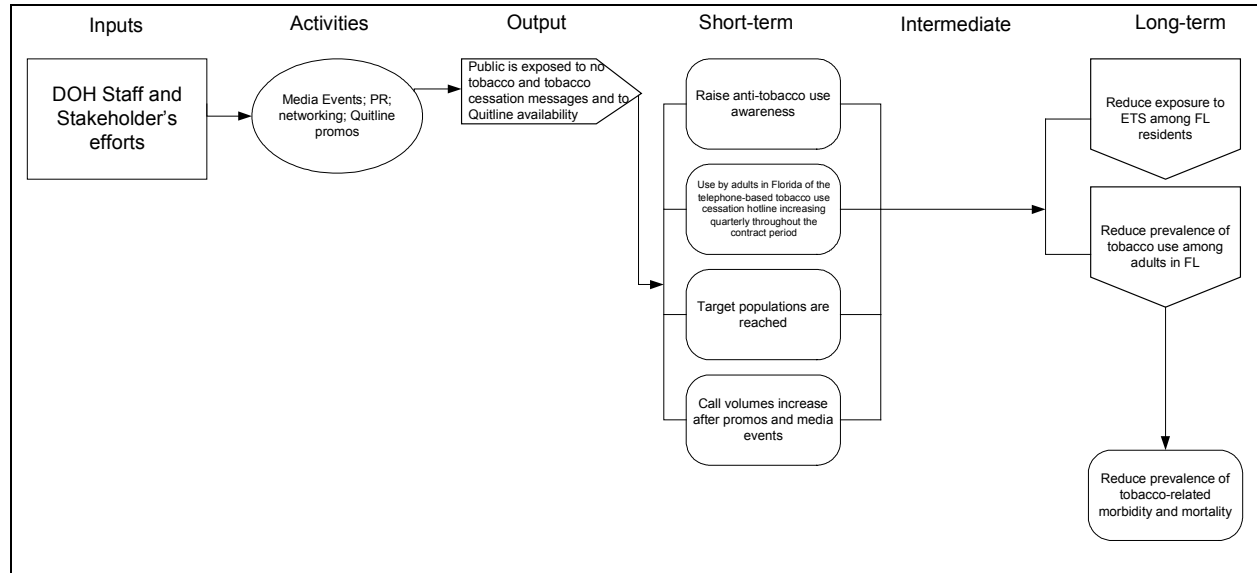 Inputs
Activities
Output
Short-term
Intermediate
Long-term
DOH Staff and
Stakeholder's
efforts
Media Events; PR;
networking; Quitline
promos
Public is exposed to no
tobacco and tobacco
cessation messages and to
Quitline availability
Raise anti-tobacco use
awareness
Use by adults in Florida of the
telephone-based tobacco use
cessation hotline increasing
quarterly throughout the
contract period
Target populations are
reached
Call volumes increase
after promos and media
events
Reduce exposure to
ETS among FL
residents
Reduce prevalence of
tobacco use among
adults in FL
Reduce prevalence of
tobacco-related
morbidity and mortality